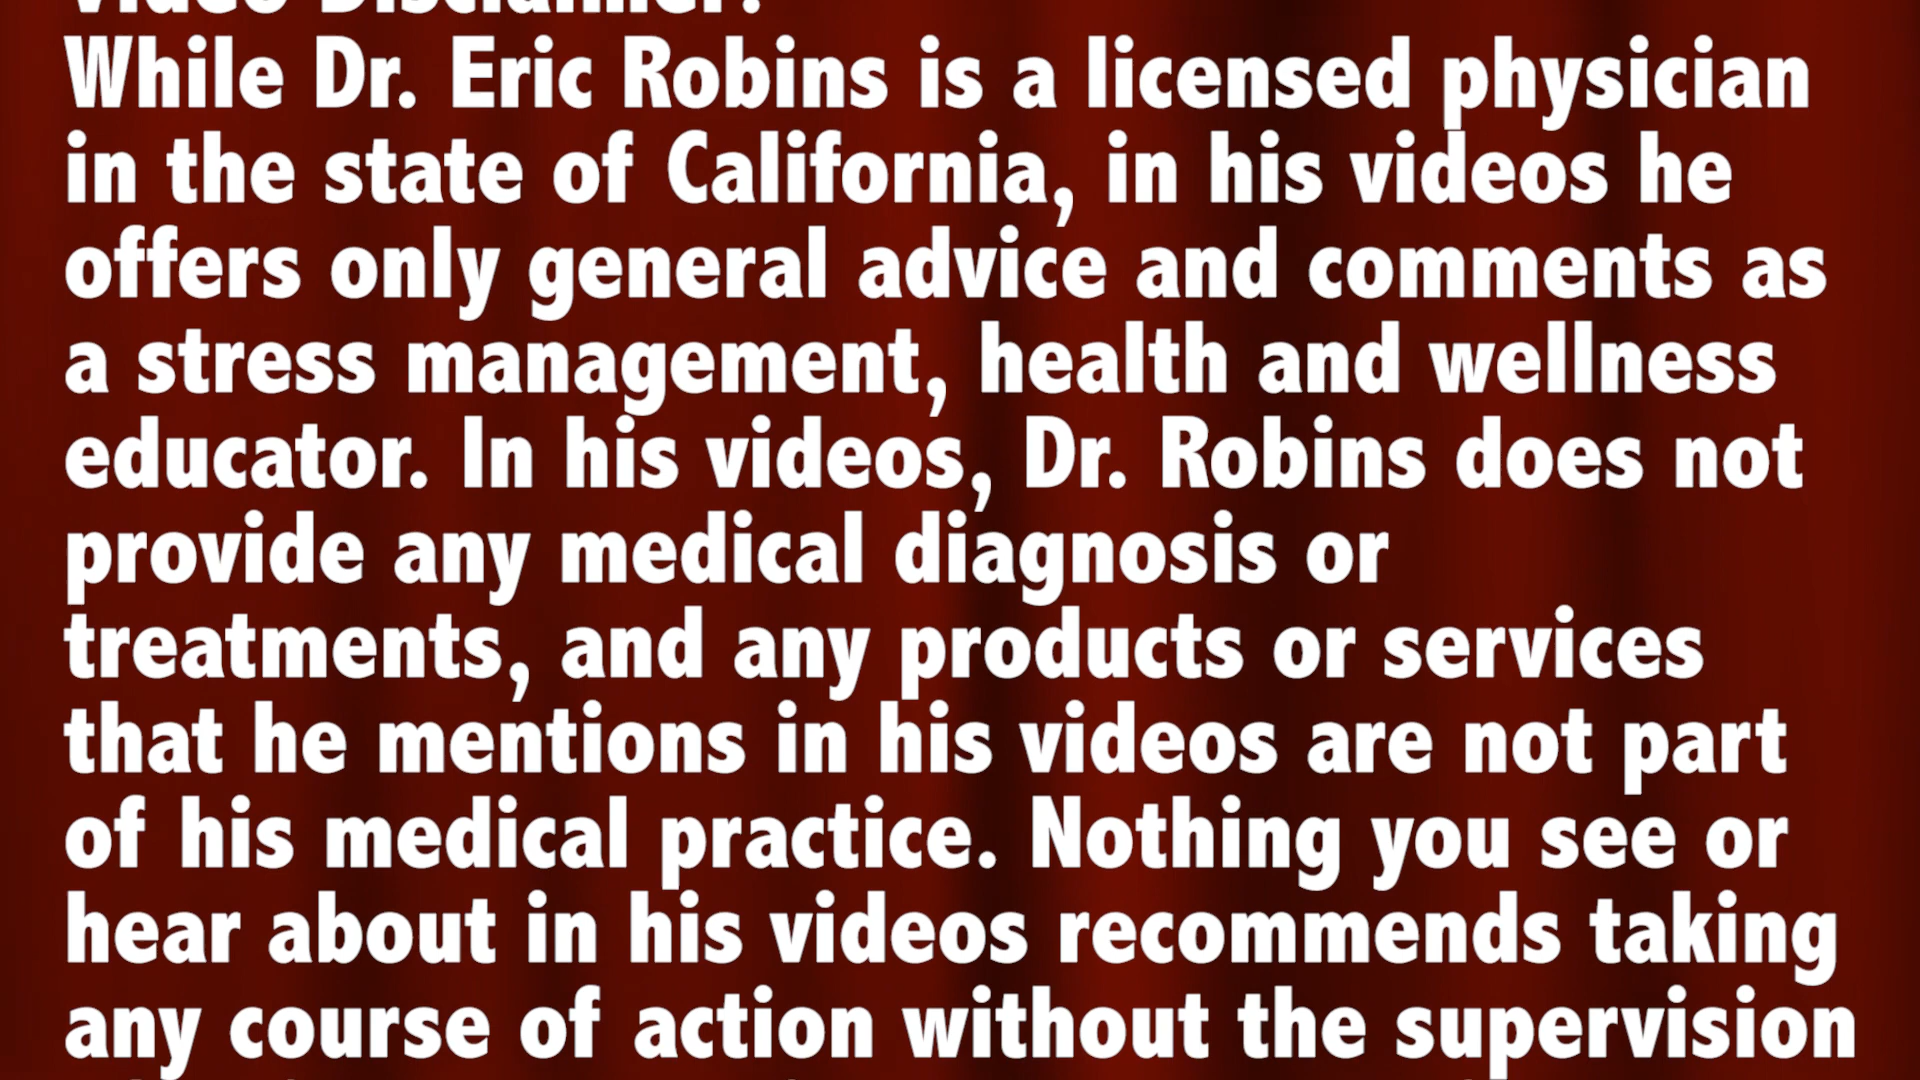 Video Disclaimer:
While Dr. Eric Robins is a licensed physician
in the state of California, in his videos he
offers only general advice and comments as
a stress management, health and wellness
educator. In his videos, Dr. Robins does not
provide any medical diagnosis or
treatments, and any products or services
that he mentions in his videos are not part
of his medical practice. Nothing you see or
hear about in his videos recommends taking
any course of action without the supervision